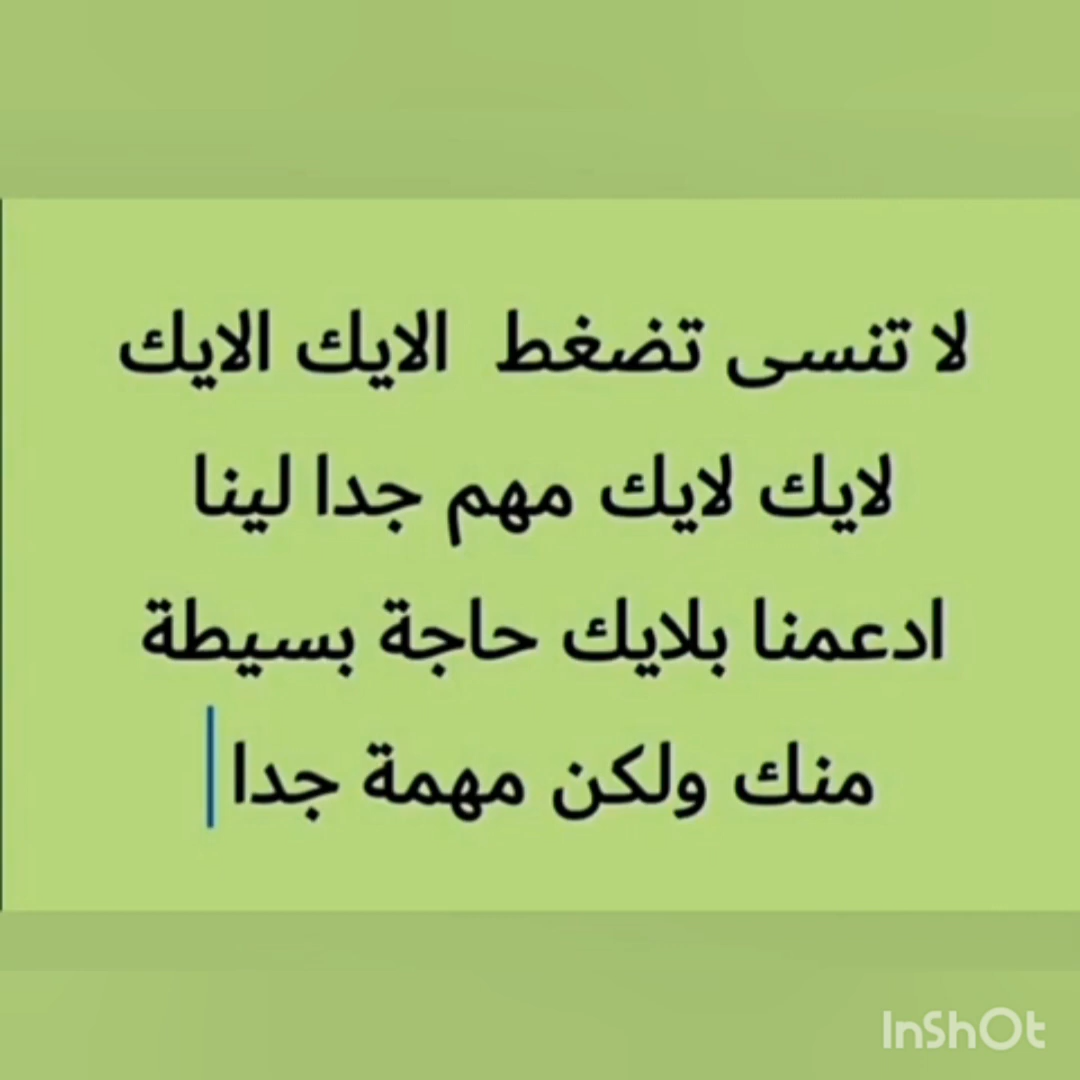 لا تنسى تضغط الايك الايك
لايك لايك مهم جدا لينا
ادعمنا بلايك حاجة بسيطة
منك ولكن مهمة جدا
InShOt